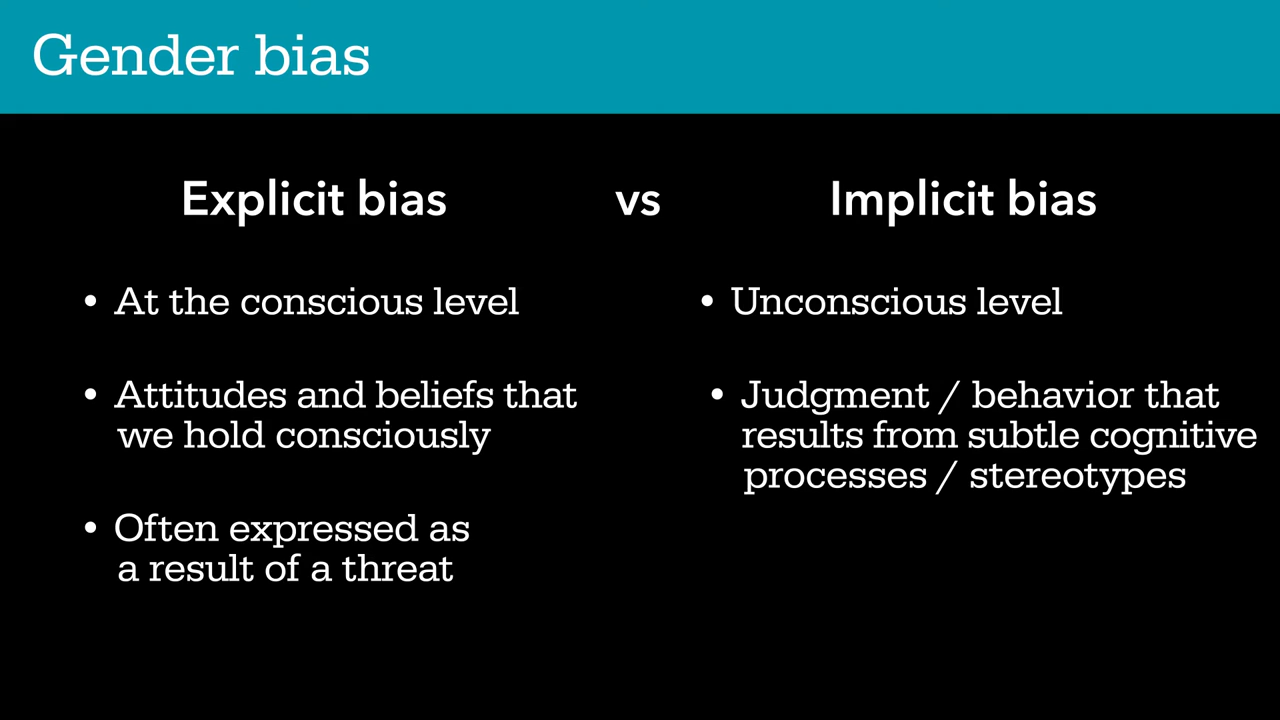 Gender bias
Explicit bias vs Implicit bias
• At the conscious level
• Attitudes and beliefs that
we hold consciously
• Often expressed as
a result of a threat
• Unconscious level
• Judgment / behavior that
results from subtle cognitive
processes / stereotypes